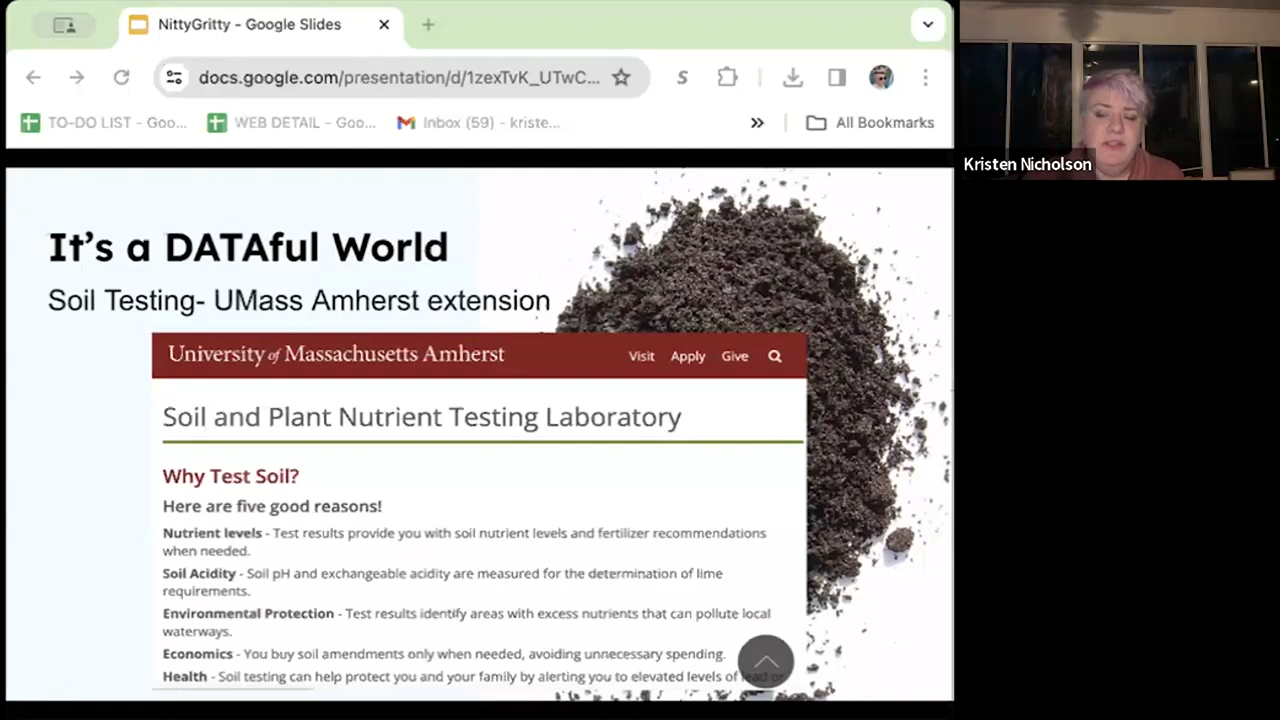 NittyGritty - Google Slides
docs.google.com/presentation/d/1zexTvK_UTwC...
TO-DO LIST - Goo...
WEB DETAIL - Goo...
Inbox (59) - kriste...
All Bookmarks
Kristen Nicholson
It's a DATAful World
Soil Testing- UMass Amherst extension
University of Massachusetts Amherst
Visit
Apply
Give
Soil and Plant Nutrient Testing Laboratory
Why Test Soil?
Here are five good reasons!
Nutrient levels - Test results provide you with soil nutrient levels and fertilizer recommendations
when needed.
Soil Acidity - Soil pH and exchangeable acidity are measured for the determination of lime
requirements.
Environmental Protection - Test results identify areas with excess nutrients that can pollute local
waterways.
Economics - You buy soil amendments only when needed, avoiding unnecessary spending.
Health - Soil testing can help protect you and your family by alerting you to elevated levels of lead or